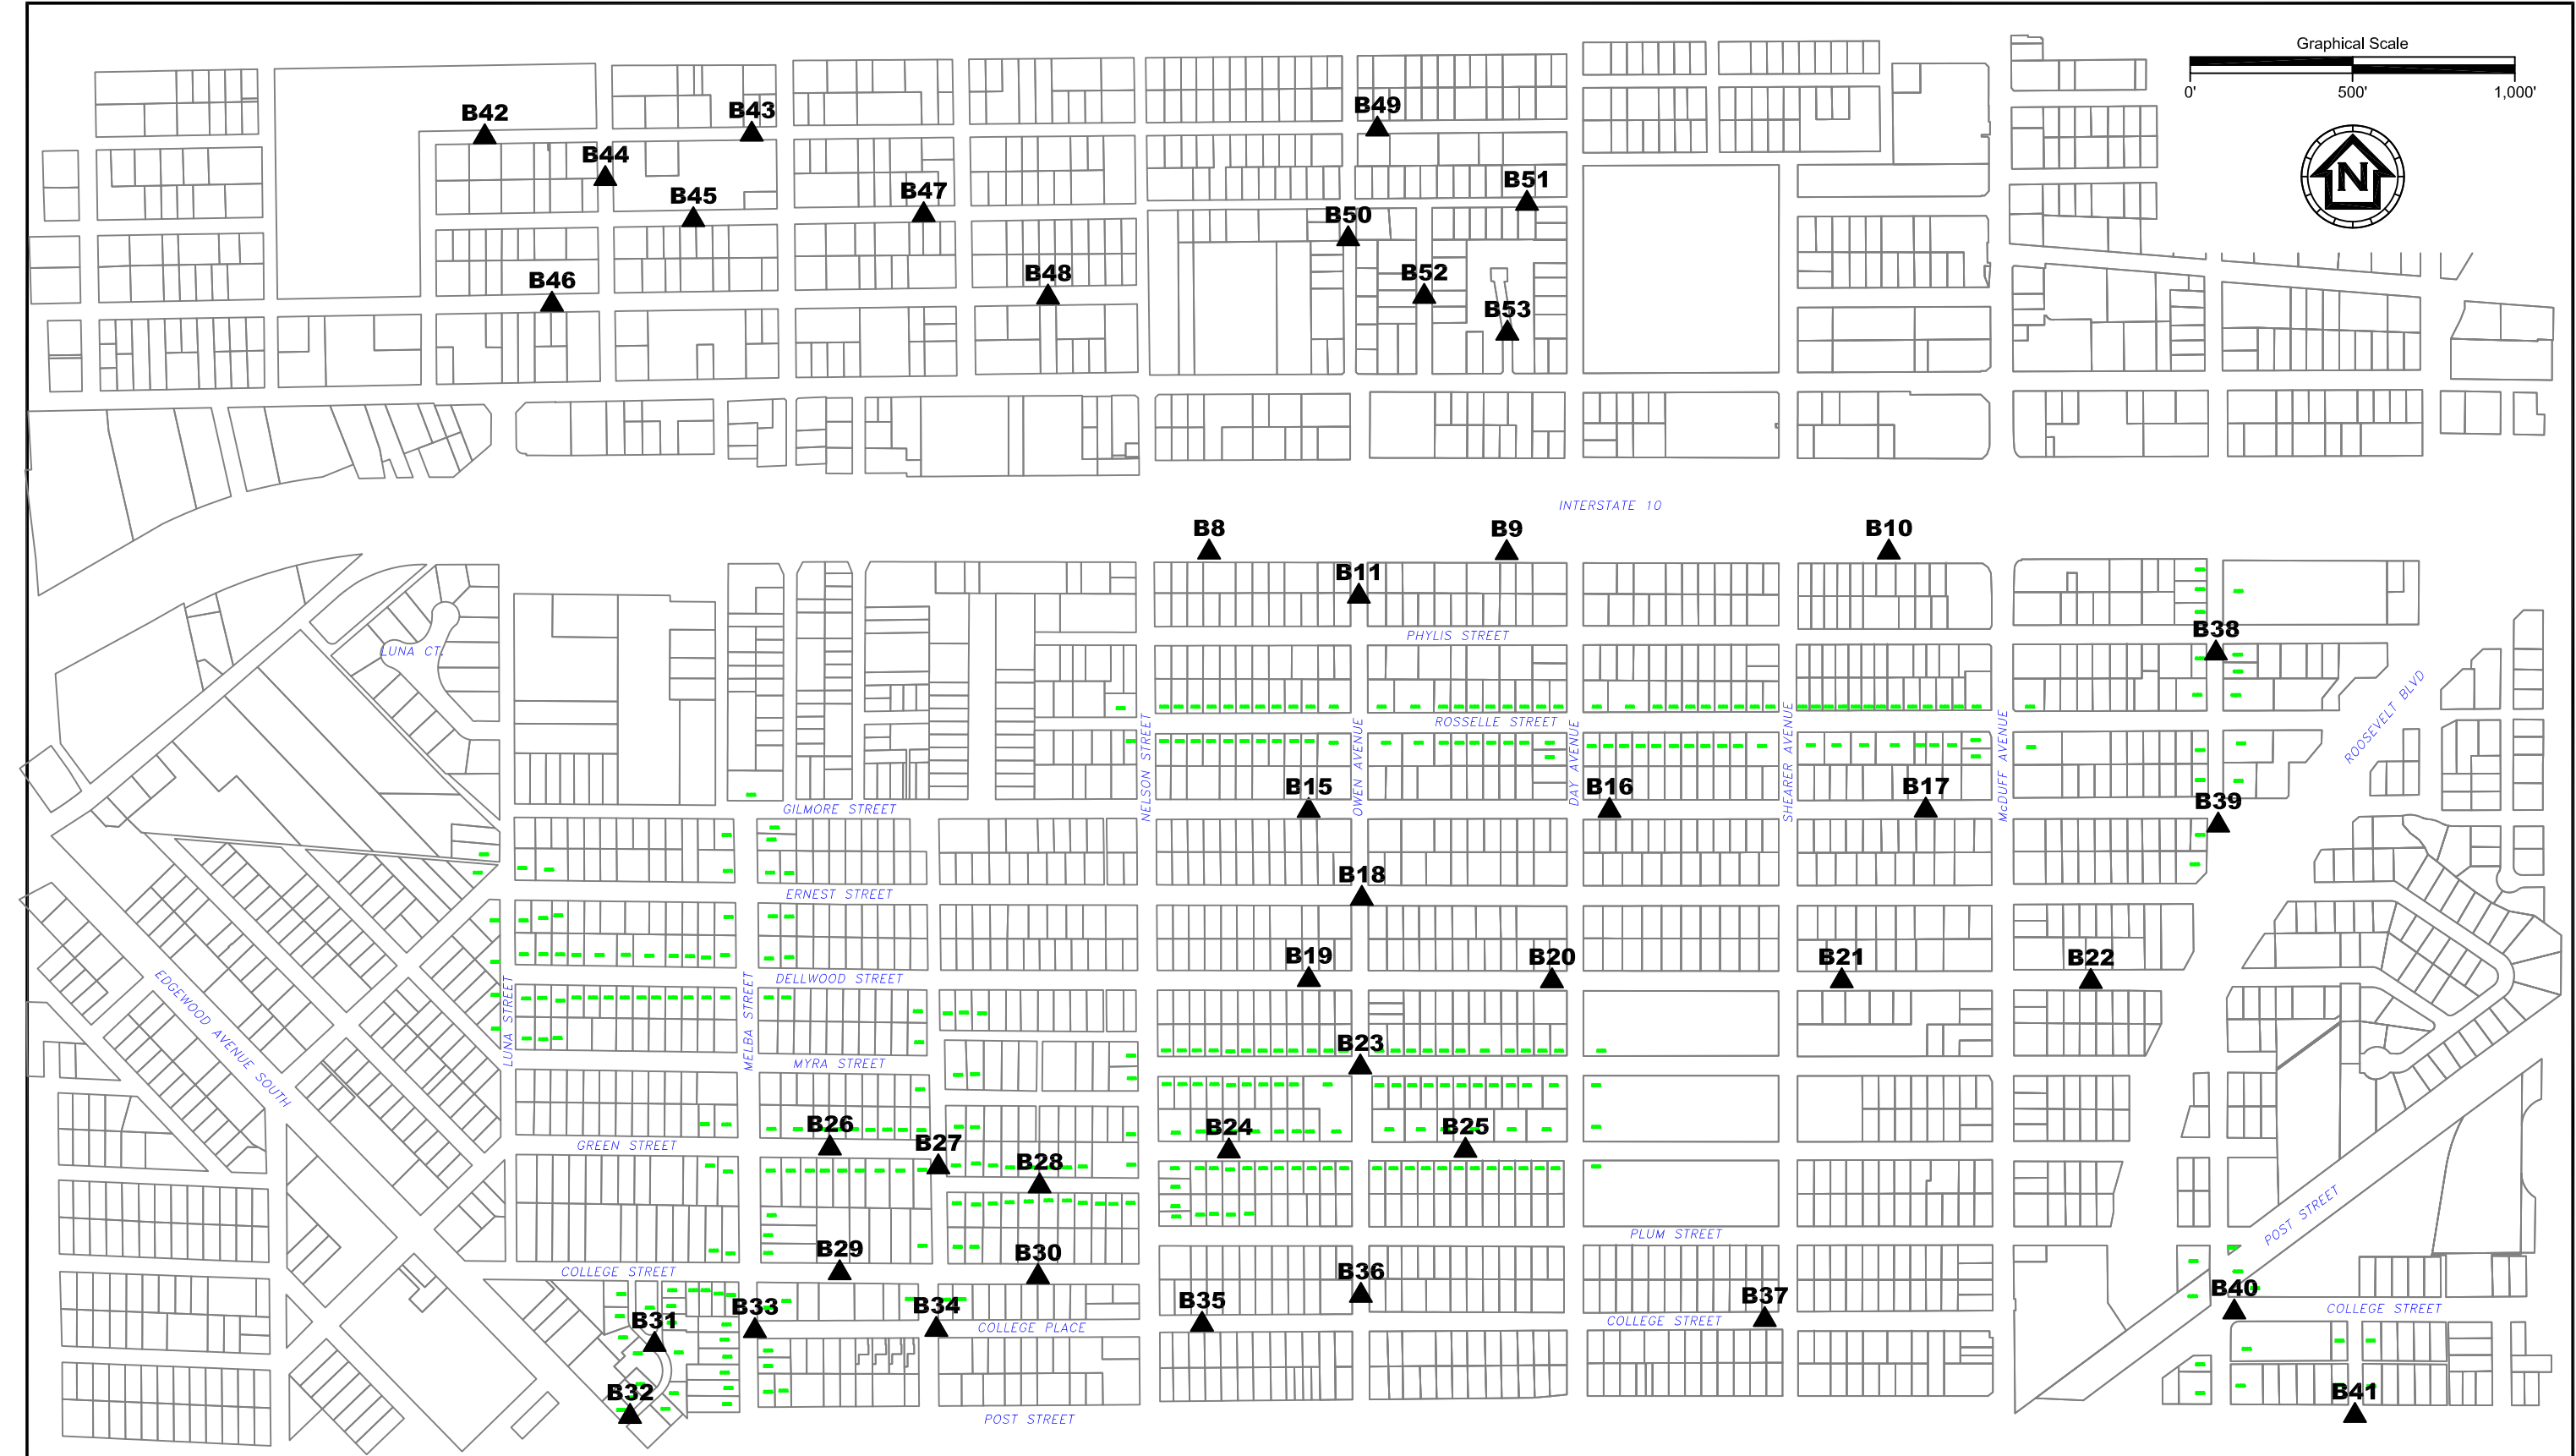 Graphical Scale
0' 500' 1,000'
N
B42
B43
B49
B44
B45
B47
B51
B50
B46
B48
B52
B53
INTERSTATE 10
B8
B9
B10
B11
PHYLIS STREET
B38
LUNA CT.
ROOSEVELT BLVD
ROSSELLE STREET
NELSON STREET
OWEN AVENUE
DAY AVENUE
SHEARER AVENUE
McDUFF AVENUE
B15
B16
B17
B39
GILMORE STREET
B18
ERNEST STREET
B19
B20
B21
B22
DELLWOOD STREET
EDGEWOOD AVENUE SOUTH
LUNA STREET
MELBA STREET
B23
MYRA STREET
B26
B24
B25
GREEN STREET
B27
B28
POST STREET
PLUM STREET
B29
B30
COLLEGE STREET
B36
B40
B37
B33
B34
B35
COLLEGE STREET
B31
COLLEGE PLACE
COLLEGE STREET
B32
B41
POST STREET